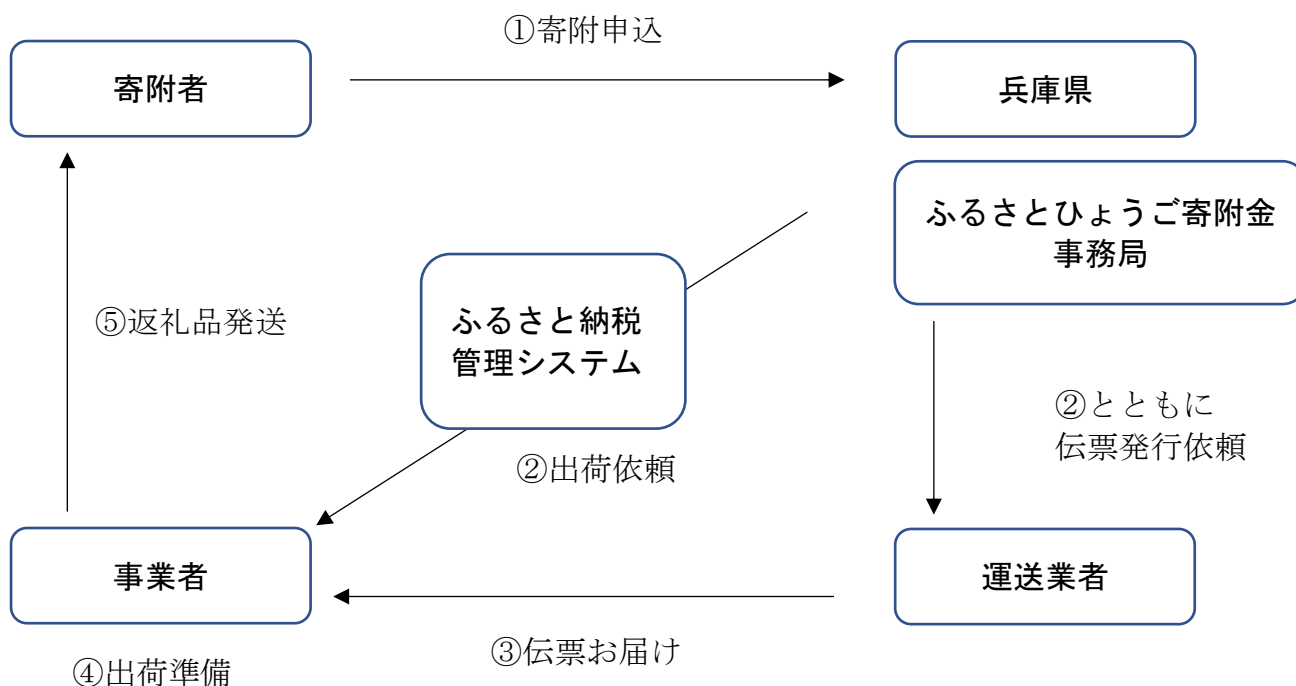 ①寄附申込
寄附者
兵庫県
ふるさとひょうご寄附金
事務局
ふるさと納税
管理システム
⑤返礼品発送
②とともに
伝票発行依頼
②出荷依頼
事業者
運送業者
③伝票お届け
④出荷準備